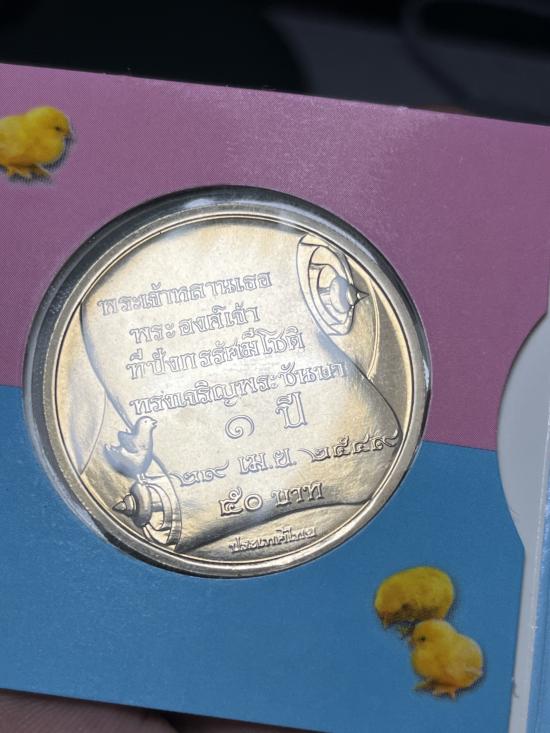 พระเจ้าหลานเธอ
พระองค์เจ้า
ทีปังกรรัศมีโชติ
ทรงเจริญพระชันษา
๑ ปี
๒๙ เม.ย. ๒๕๔๙
๕๐ บาท
ประเทศไทย